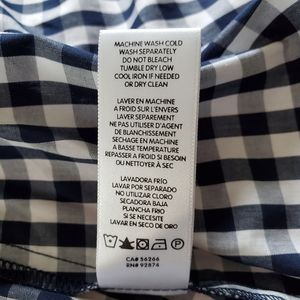 MACHINE WASH COLD
WASH SEPARATELY
DO NOT BLEACH
TUMBLE DRY LOW
COOL IRON IF NEEDED
OR DRY CLEAN
LAVER EN MACHINE
A FROID SUR L'ENVERS
LAVER SEPAREMENT
NE PAS UTILISER D'AGENT
DE BLANCHISSEMENT
SECHAGE EN MACHINE
A BASSE TEMPERATURE
REPASSER A FROID SI BESOIN
OU NETTOYER À SEC
LAVADORA FRÍO
LAVAR POR SEPARADO
NO UTILIZAR CLORO
SECADORA BAJA
PLANCHA FRIO
SI SE NECESITE
LAVAR EN SECO DE ORO
CA# 56266
RN# 92876